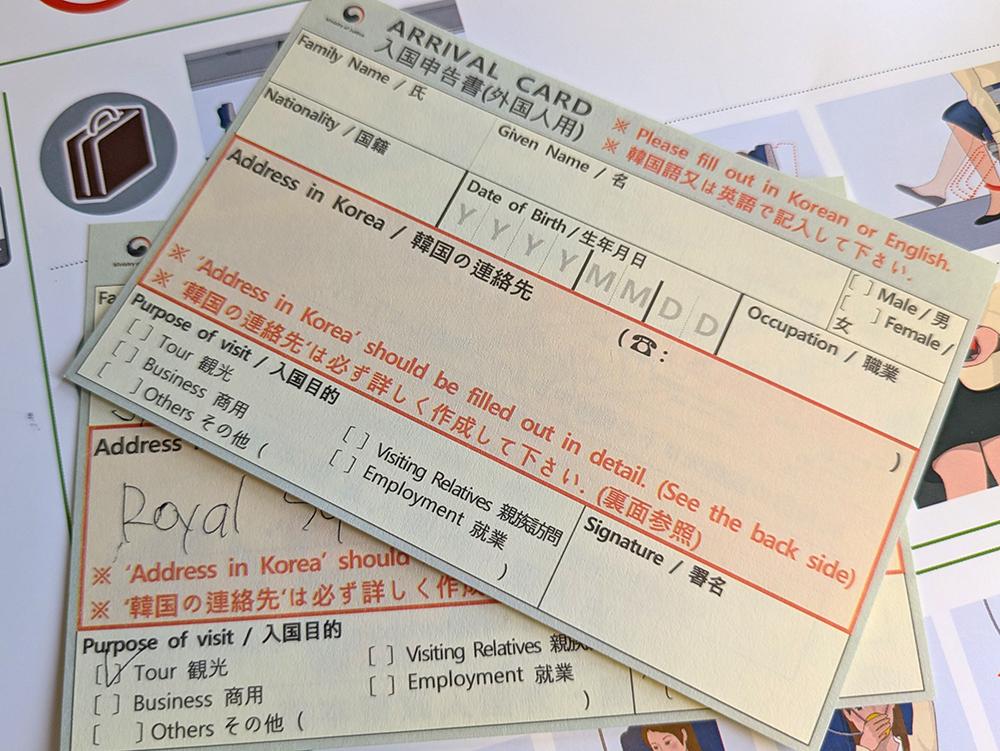 Ministry of Justice
ARRIVAL CARD
入国申告書(外国人用)
※ Please fill out in Korean or English.
※ 韓国語又は英語で記入して下さい.
Family Name / 氏
Given Name / 名
[ ] Male / 男
[ ] Female / 女
Nationality / 国籍
Date of Birth / 生年月日
Y Y Y Y M M D D
Occupation / 職業
Address in Korea / 韓国の連絡先
(☎: )
※ 'Address in Korea' should be filled out in detail. (See the back side)
※ '韓国の連絡先'は必ず詳しく作成して下さい. (裏面参照)
Purpose of visit / 入国目的
[ ] Tour 観光
[ ] Business 商用
[ ] Others その他 ( )
[ ] Visiting Relatives 親族訪問
[ ] Employment 就業
Signature / 署名
Address
Royal
※ 'Address in Korea' should
※ '韓国の連絡先'は必ず詳しく作
Purpose of visit / 入国目的
[✓] Tour 観光
[ ] Business 商用
[ ] Others その他 ( )
[ ] Visiting Relatives 親族
[ ] Employment 就業